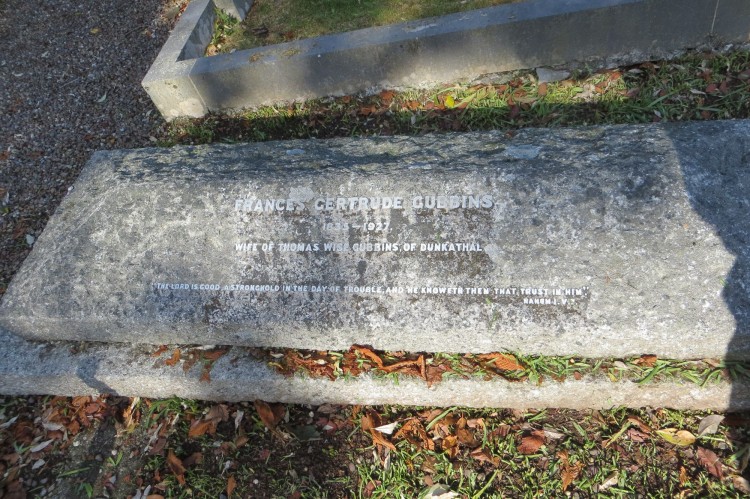 FRANCES GERTRUDE GUBBINS.
1927.
WIFE OF THOMAS WISE GUBBINS, OF DUNKATHAL
"THE LORD IS GOOD, A STRONGHOLD IN THE DAY OF TROUBLE, AND HE KNOWETH THEM THAT TRUST IN HIM"
NAHUM I. V. 7.